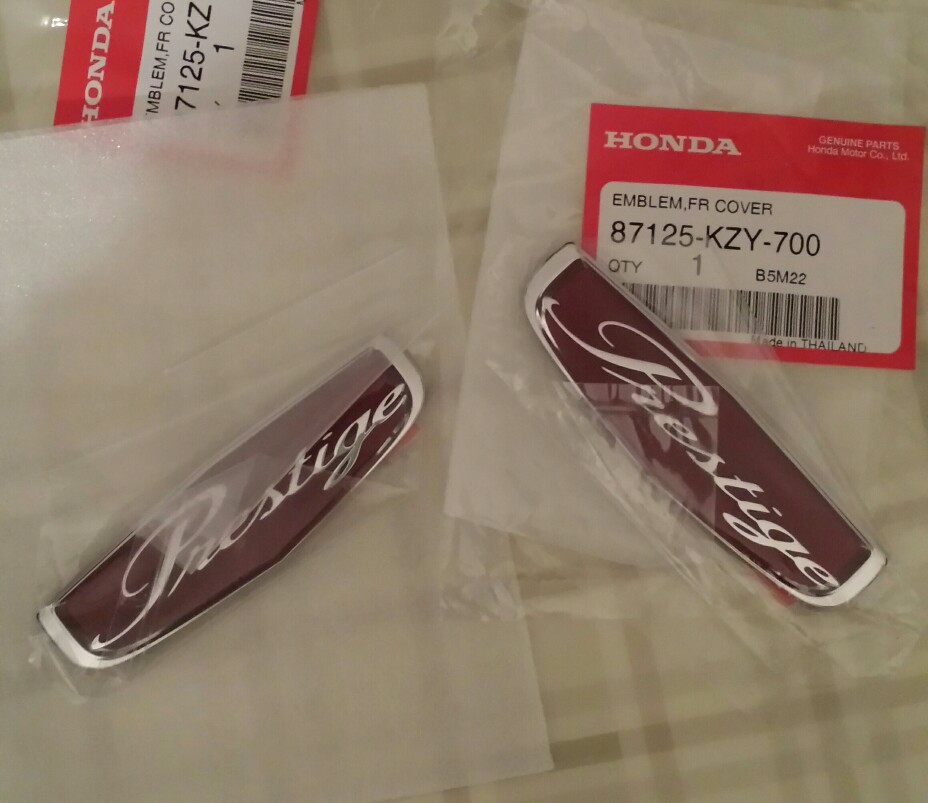 HONDA
EMBLEM,FR CO
7125-KZ
1
HONDA
GENUINE PARTS
Honda Motor Co., Ltd.
EMBLEM,FR COVER
87125-KZY-700
QTY 1 B5M22
Made in THAILAND
Prestige
Prestige